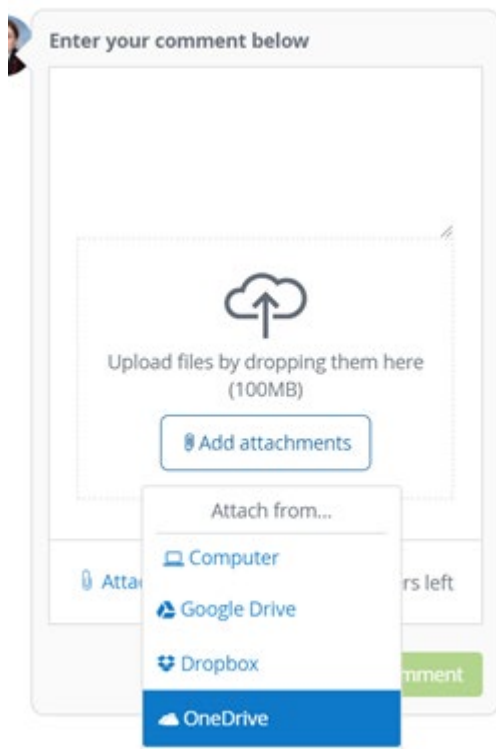 Enter your comment below
Upload files by dropping them here
(100MB)
Add attachments
Attach from...
Computer
Google Drive
Dropbox
OneDrive
left